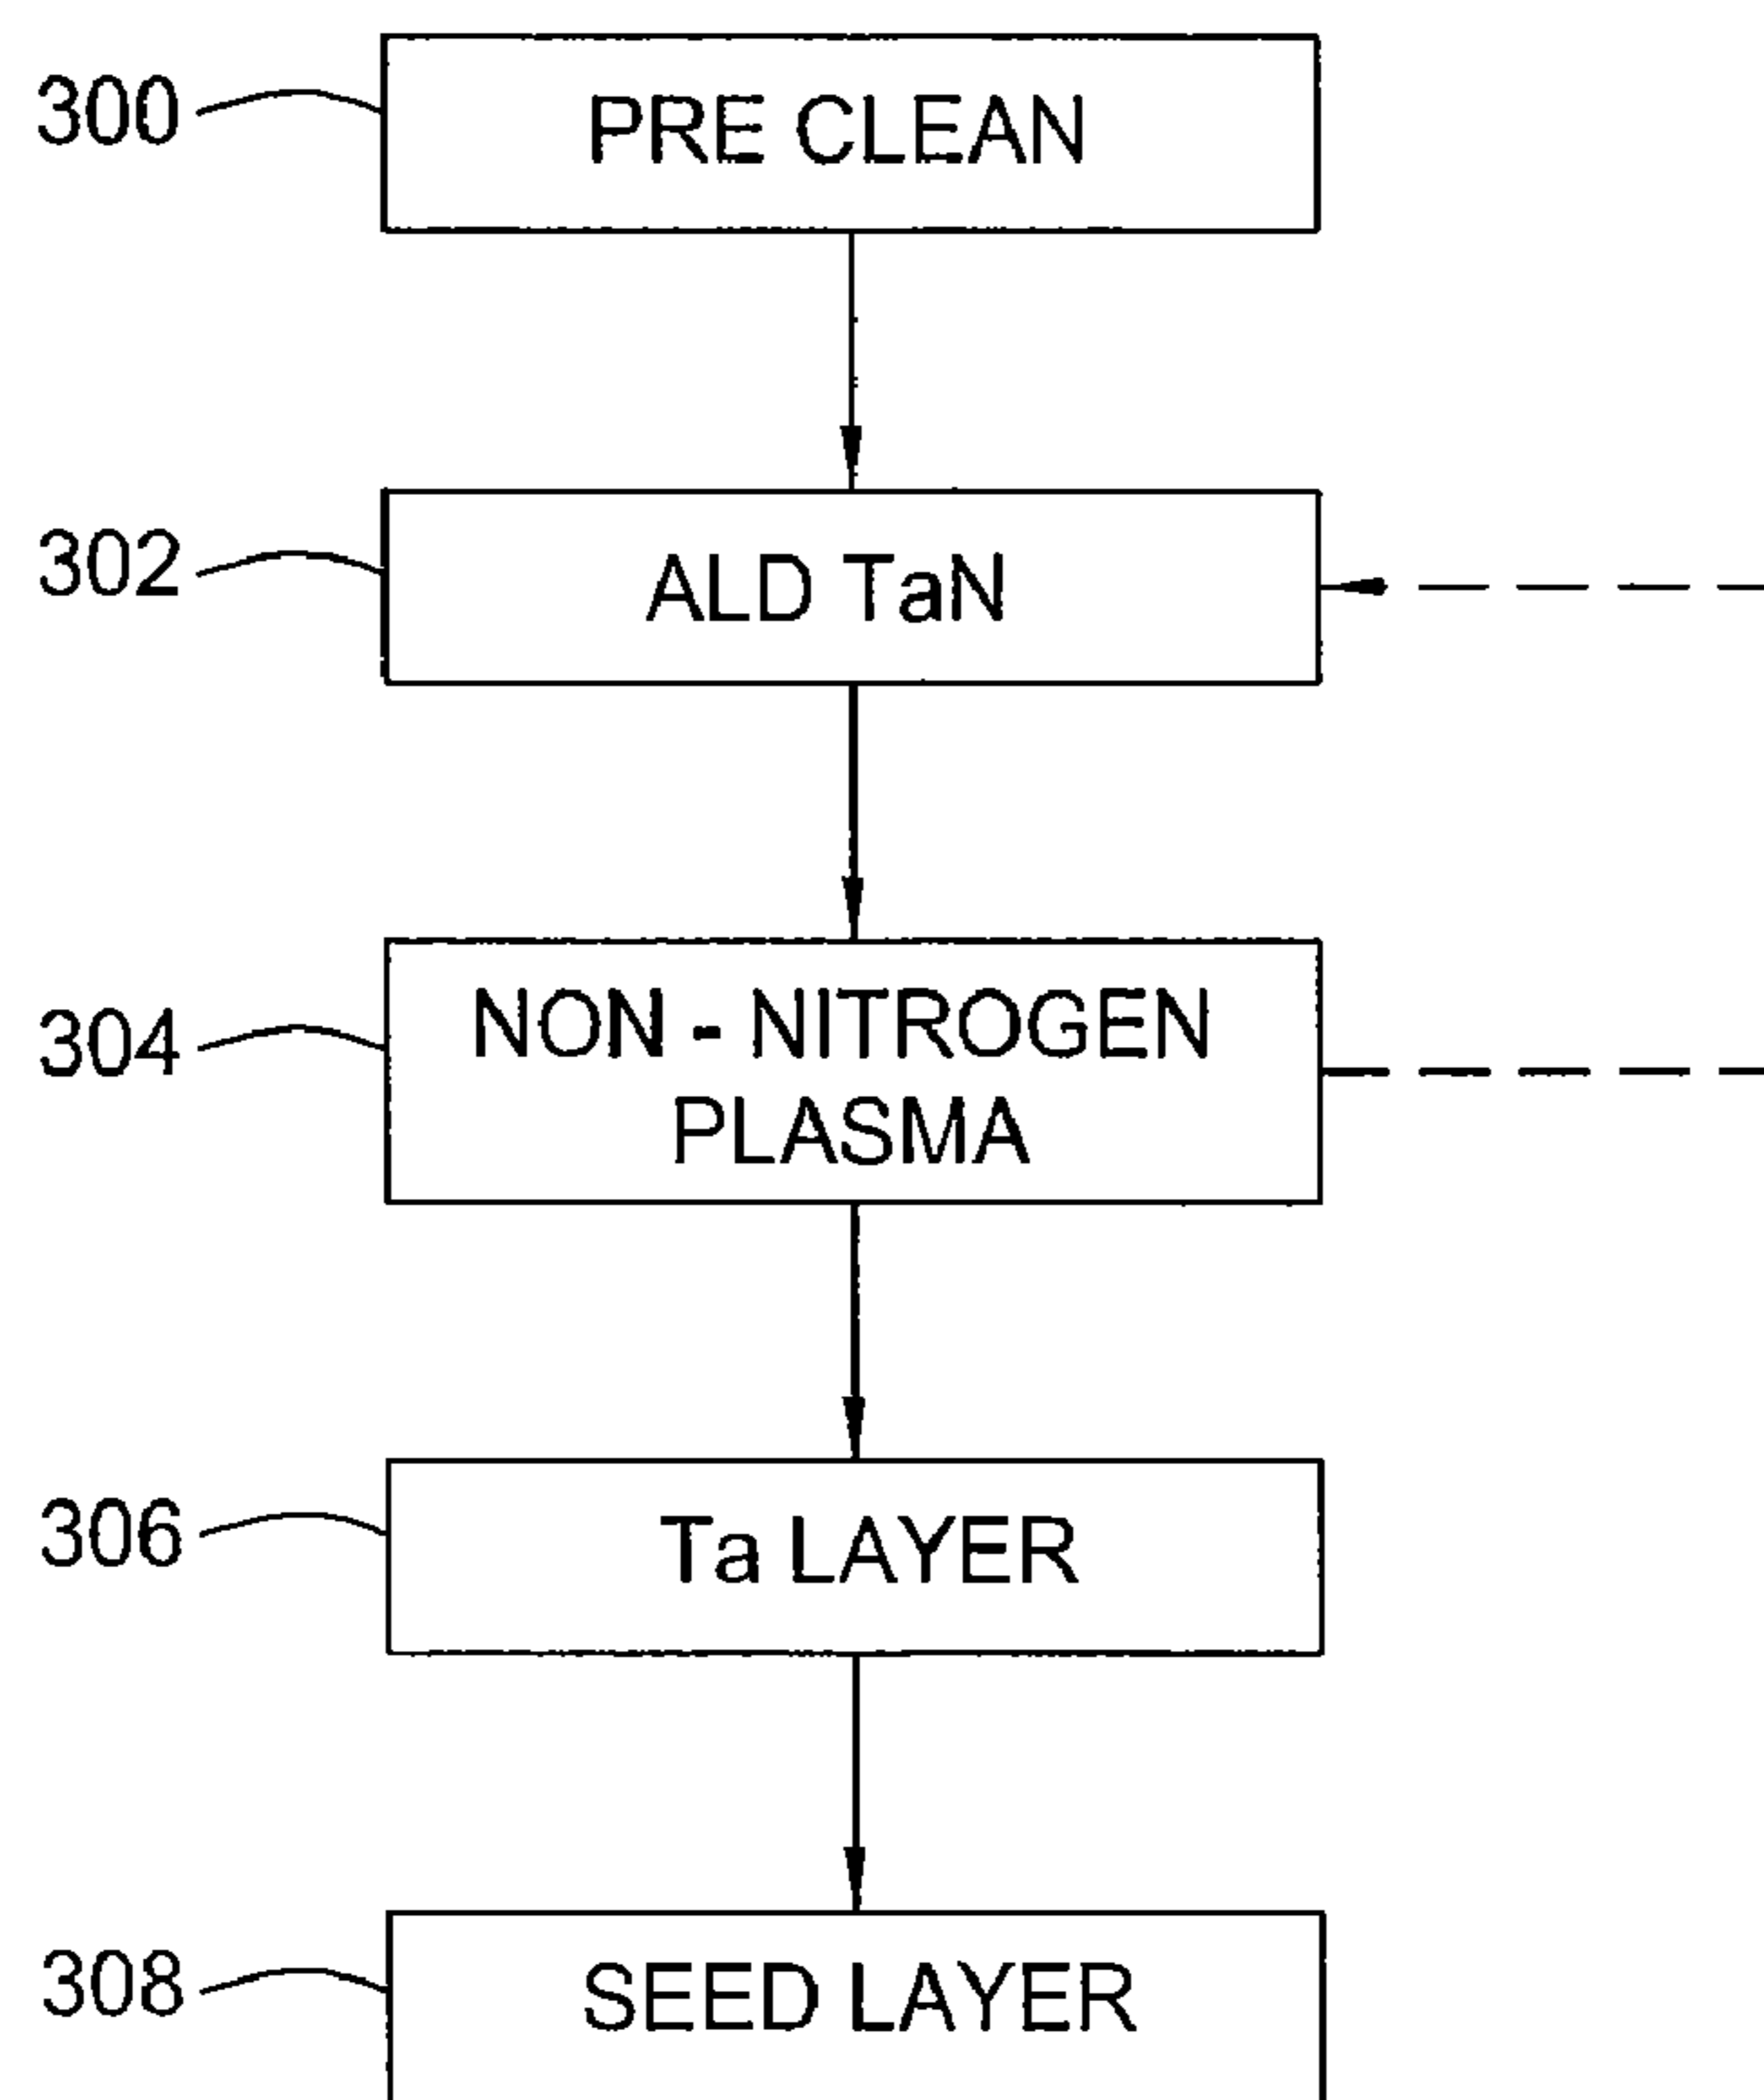 300
PRE CLEAN
302
ALD TaN
304
NON - NITROGEN
PLASMA
306
Ta LAYER
308
SEED LAYER